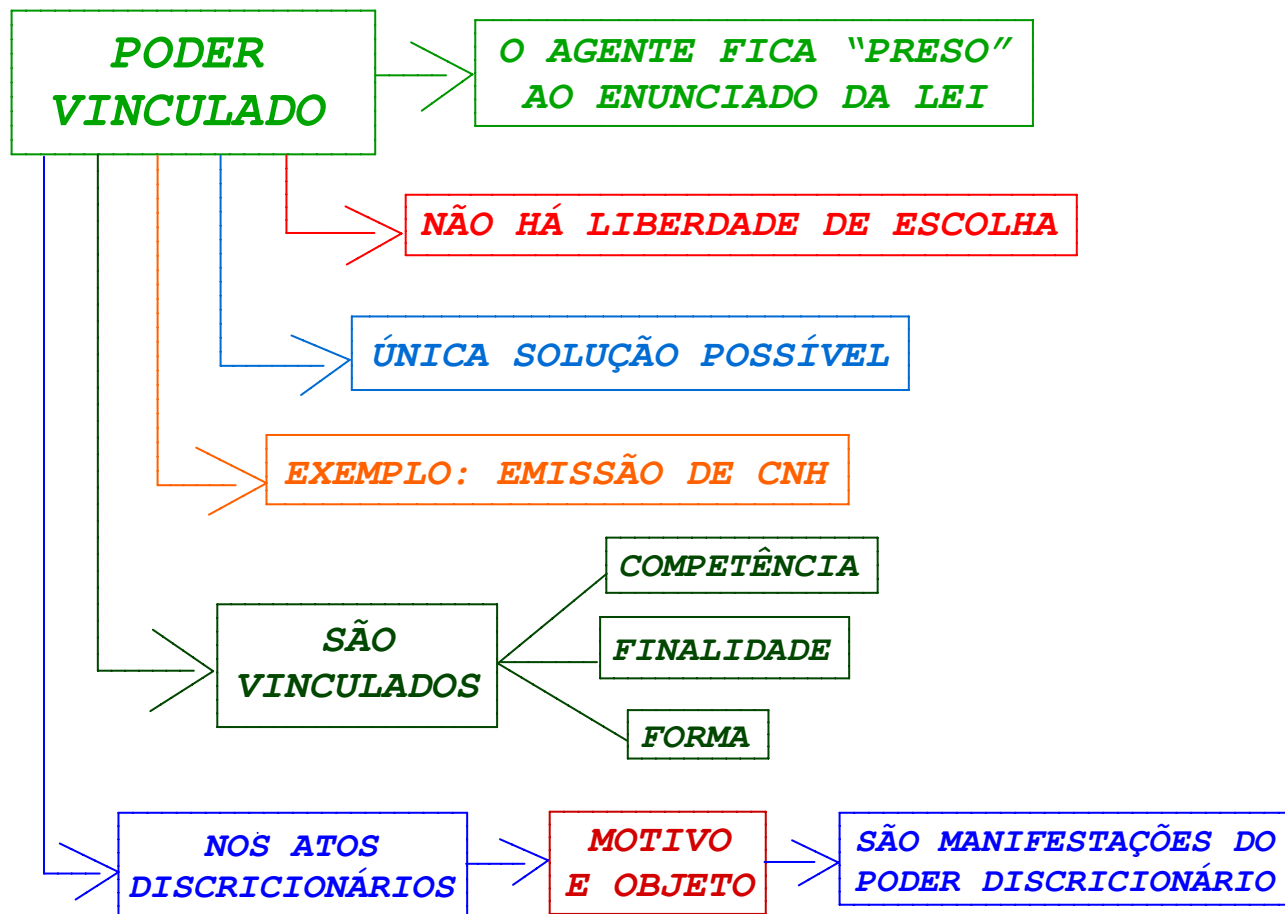 PODER
VINCULADO
O AGENTE FICA “PRESO”
AO ENUNCIADO DA LEI
NÃO HÁ LIBERDADE DE ESCOLHA
ÚNICA SOLUÇÃO POSSÍVEL
EXEMPLO: EMISSÃO DE CNH
SÃO
VINCULADOS
COMPETÊNCIA
FINALIDADE
FORMA
NOS ATOS
DISCRICIONÁRIOS
MOTIVO
E OBJETO
SÃO MANIFESTAÇÕES DO
PODER DISCRICIONÁRIO